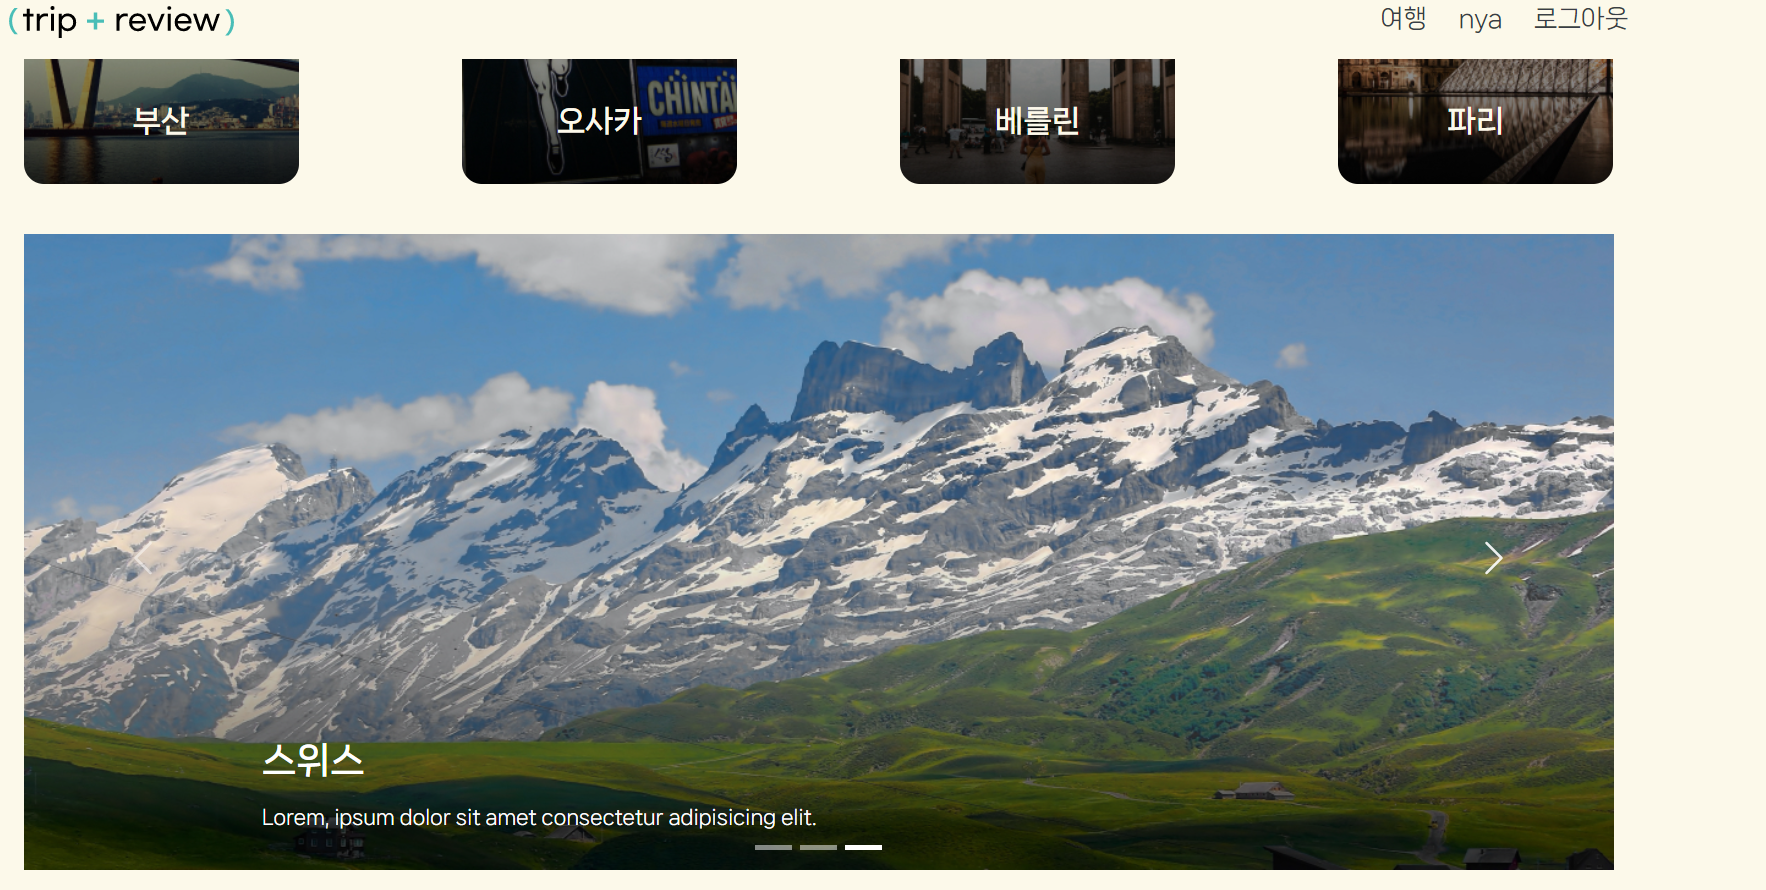 (trip + review)
여행 nya 로그아웃
부산 오사카 베를린 파리
CHINTAI
스위스
Lorem, ipsum dolor sit amet consectetur adipisicing elit.